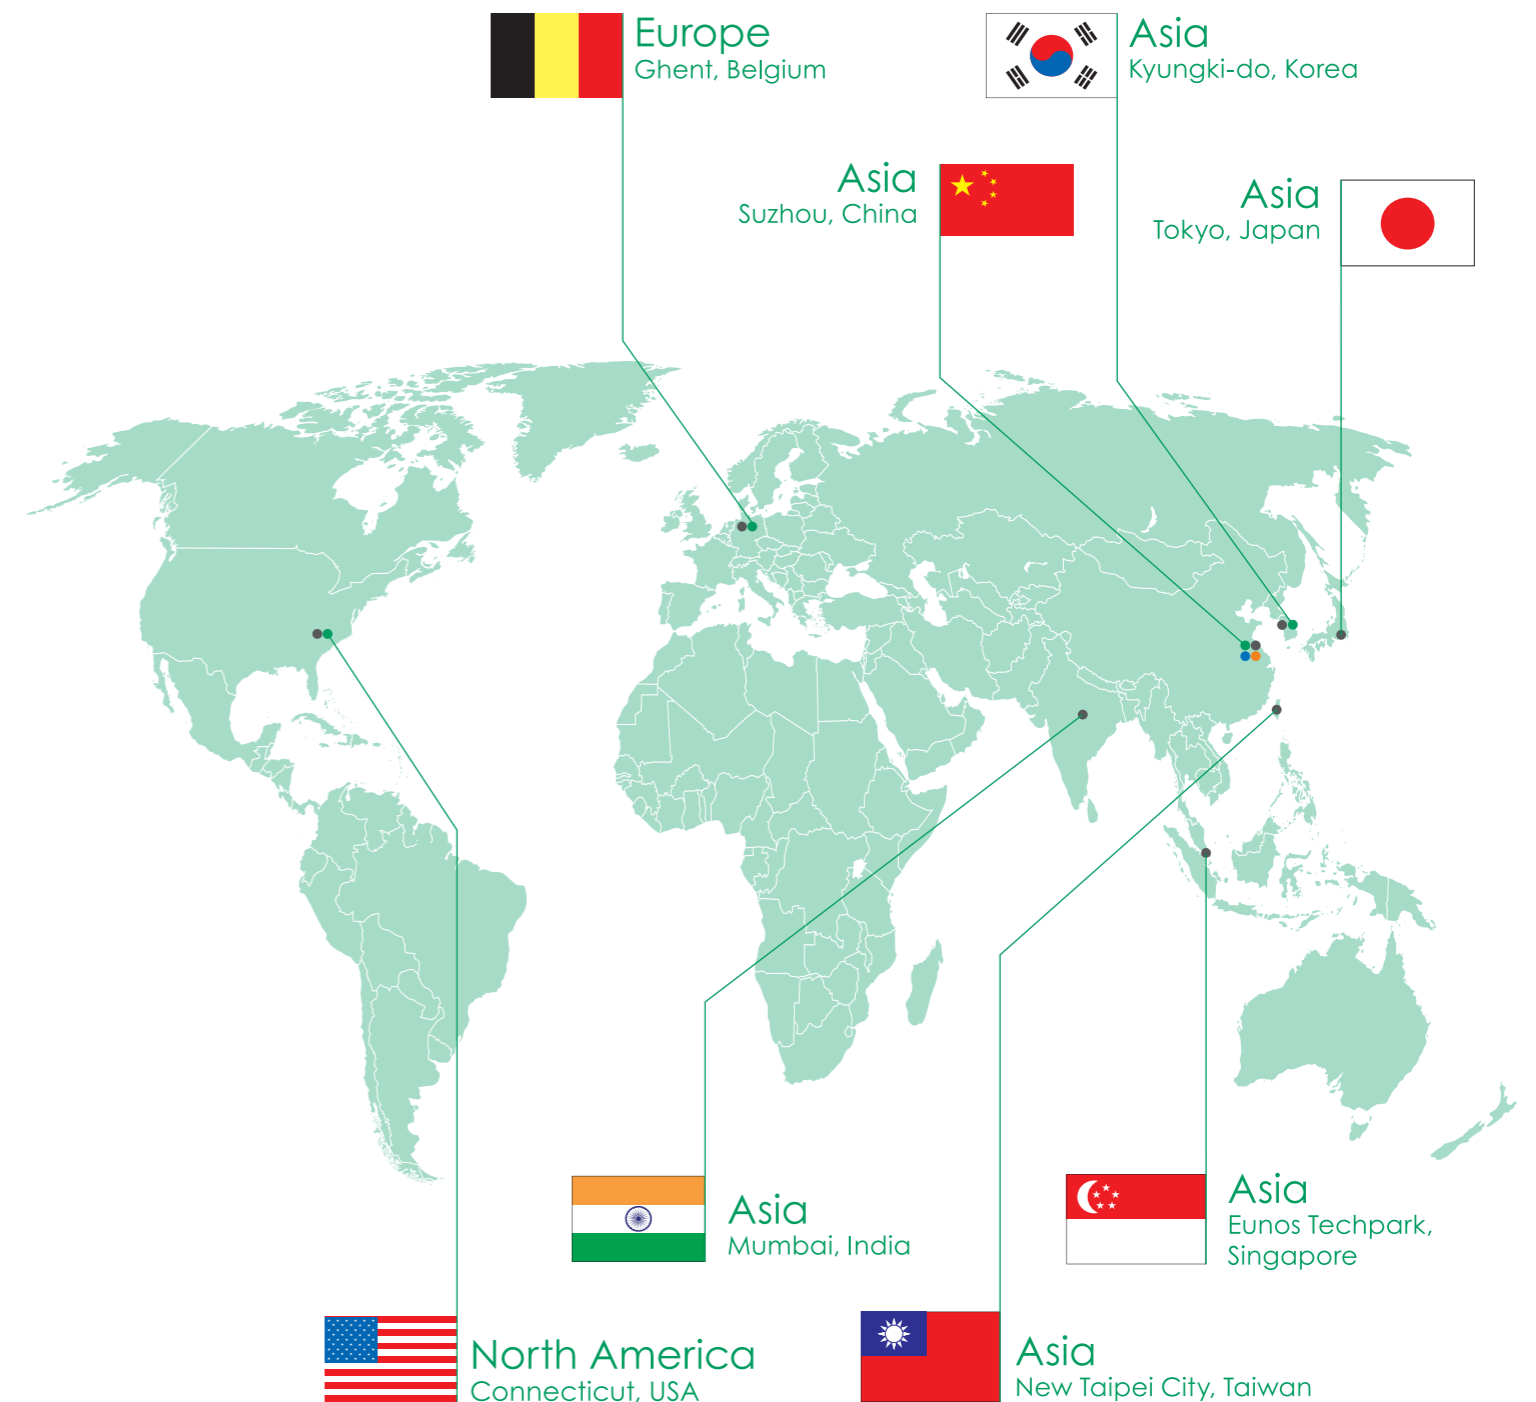 Europe
Ghent, Belgium
Asia
Kyungki-do, Korea
Asia
Suzhou, China
Asia
Tokyo, Japan
Asia
Mumbai, India
Asia
Eunos Techpark,
Singapore
North America
Connecticut, USA
Asia
New Taipei City, Taiwan